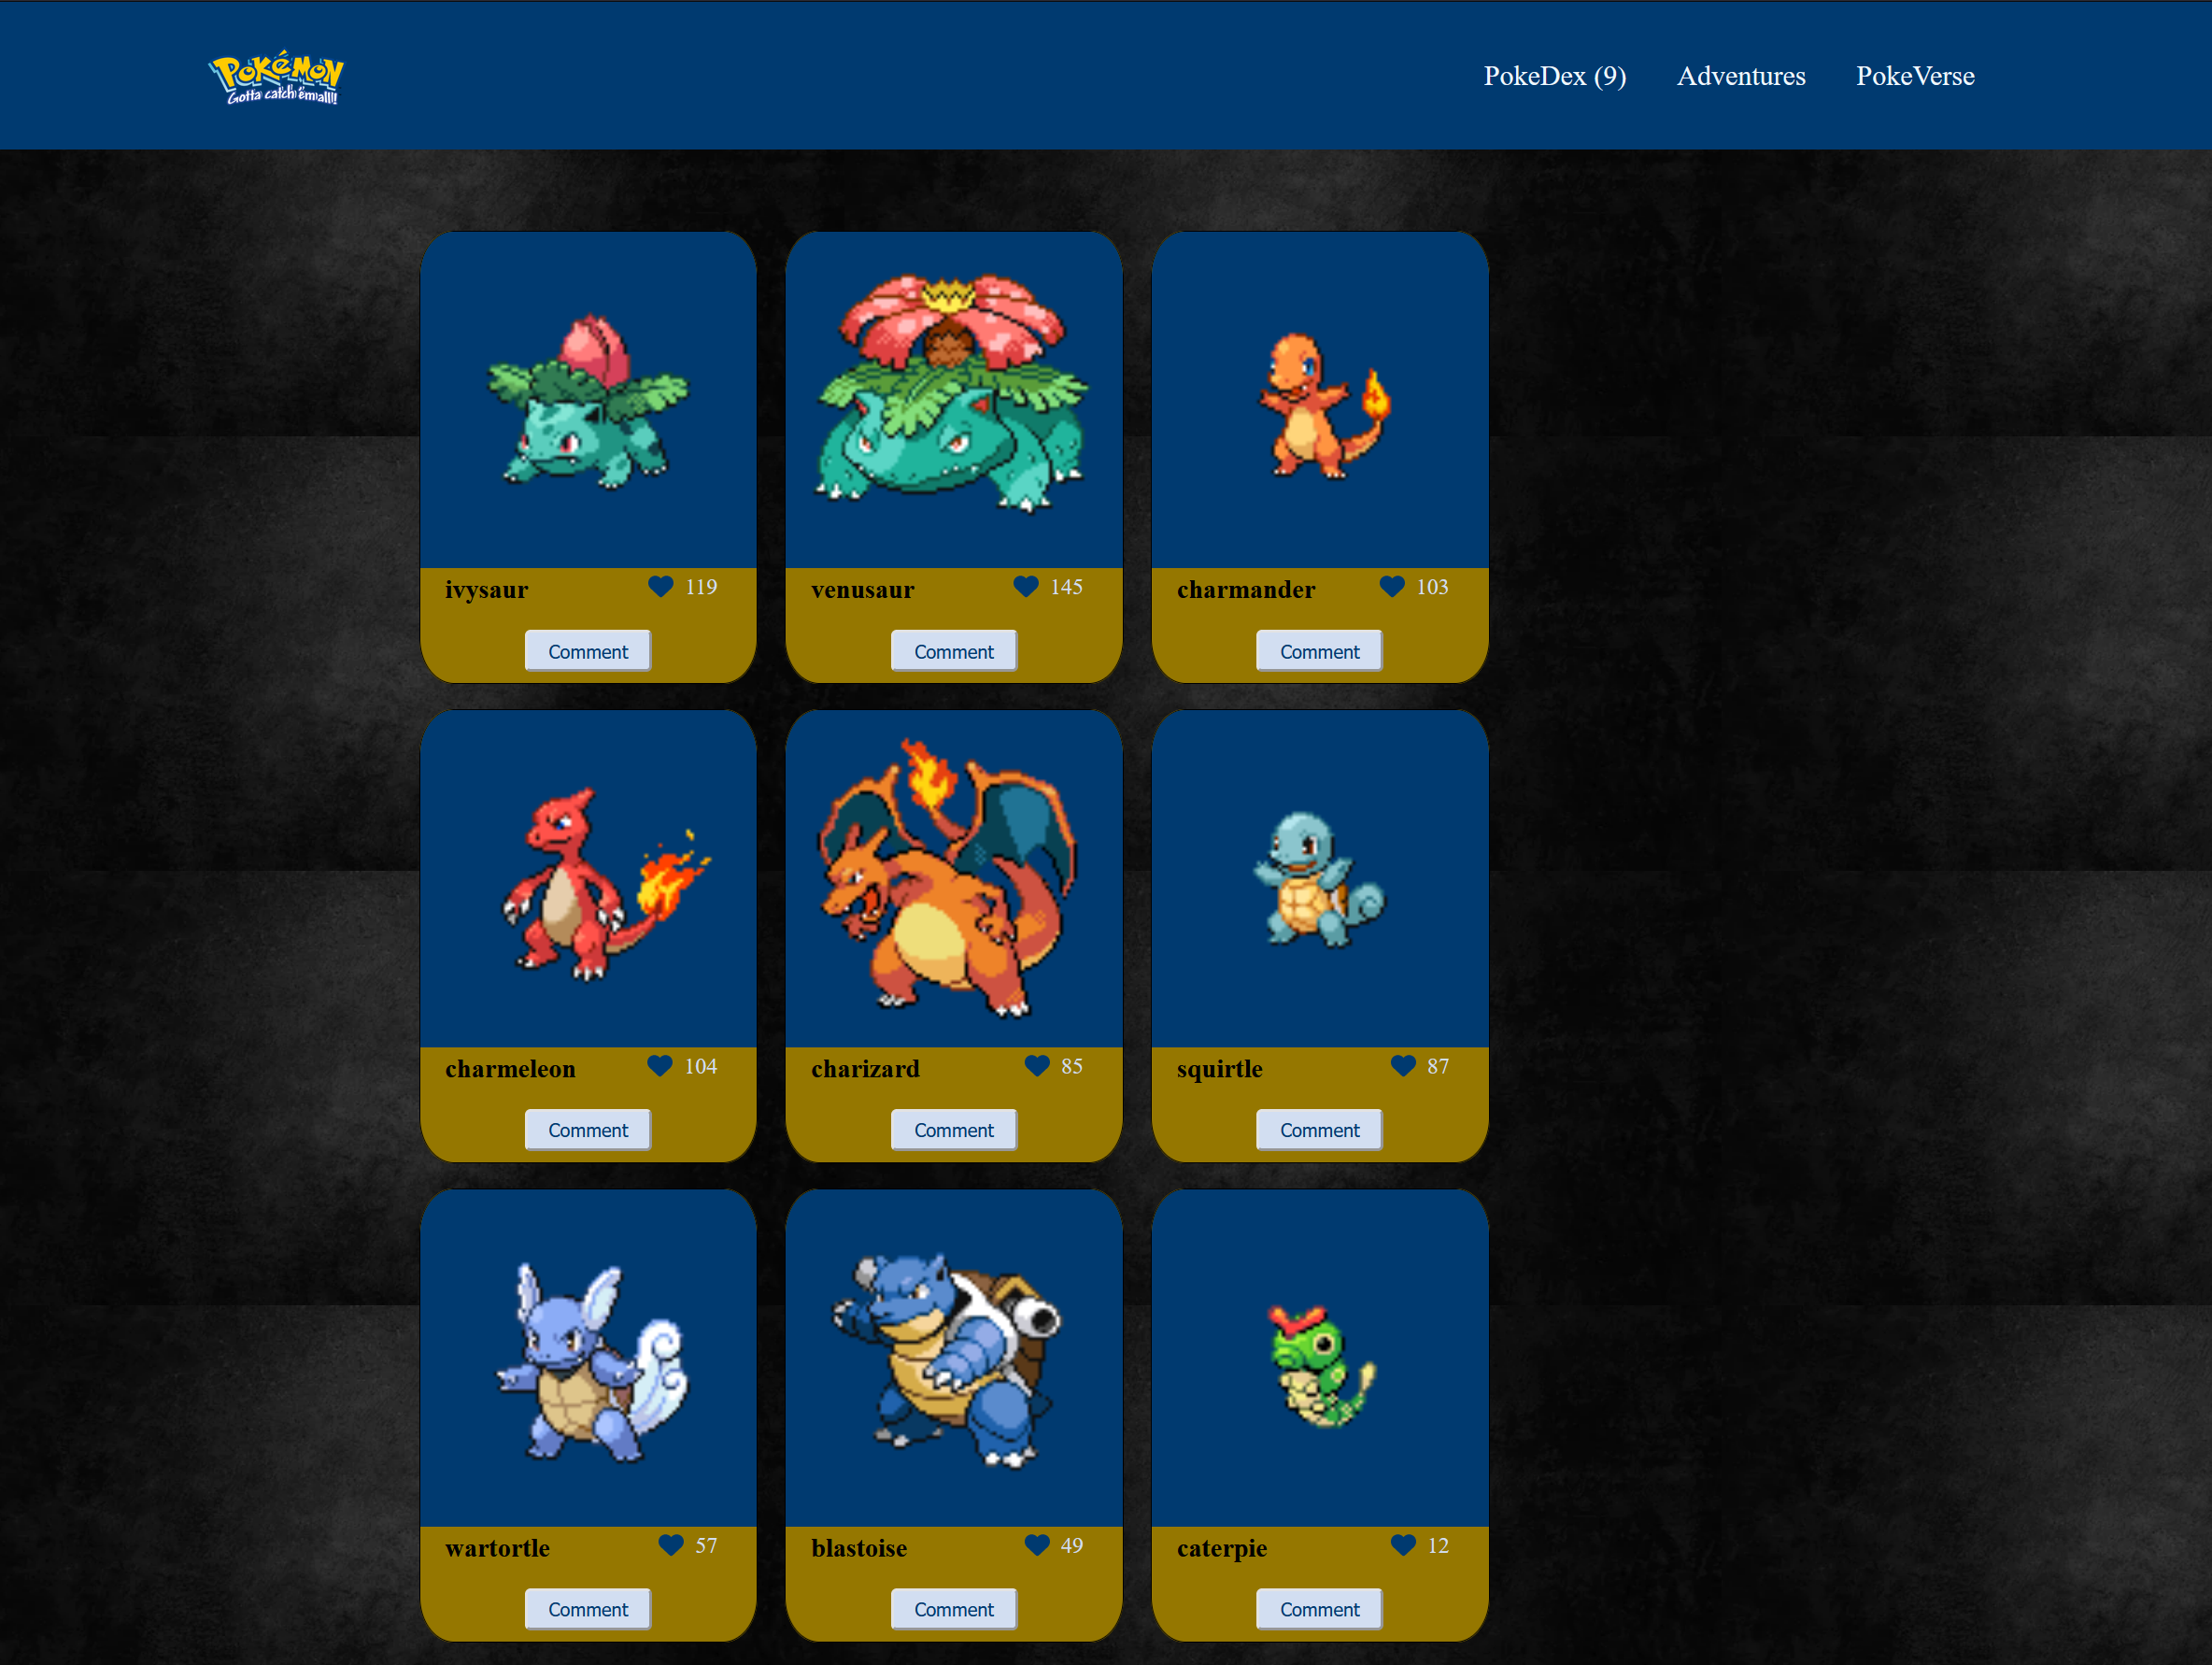 Pokémon
Gotta catch 'em all!!
PokeDex (9) Adventures PokeVerse
ivysaur 119
venusaur 145
charmander 103
Comment
Comment
Comment
charmeleon 104
charizard 85
squirtle 87
Comment
Comment
Comment
wartortle 57
blastoise 49
caterpie 12
Comment
Comment
Comment